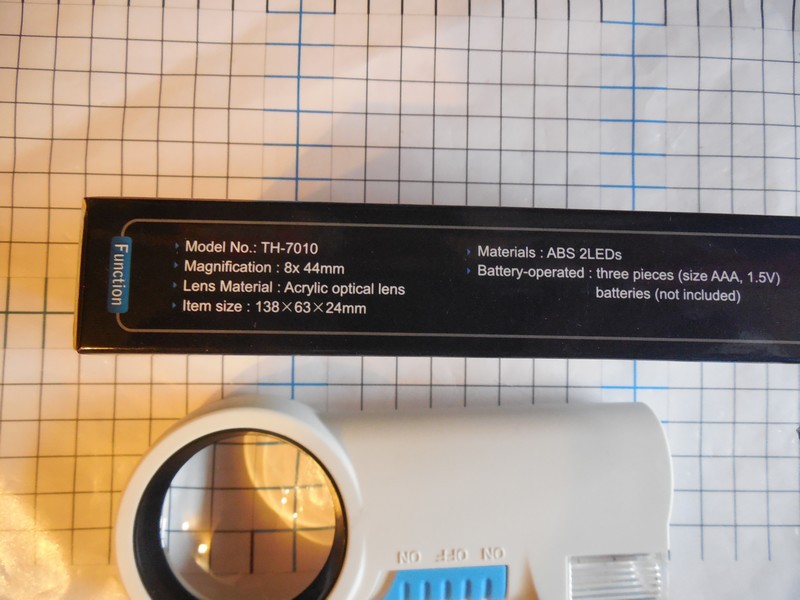 Function
Model No.: TH-7010
Magnification : 8x 44mm
Lens Material : Acrylic optical lens
Item size : 138×63×24mm
Materials : ABS 2LEDs
Battery-operated : three pieces (size AAA, 1.5V)
batteries (not included)
ON OFF ON